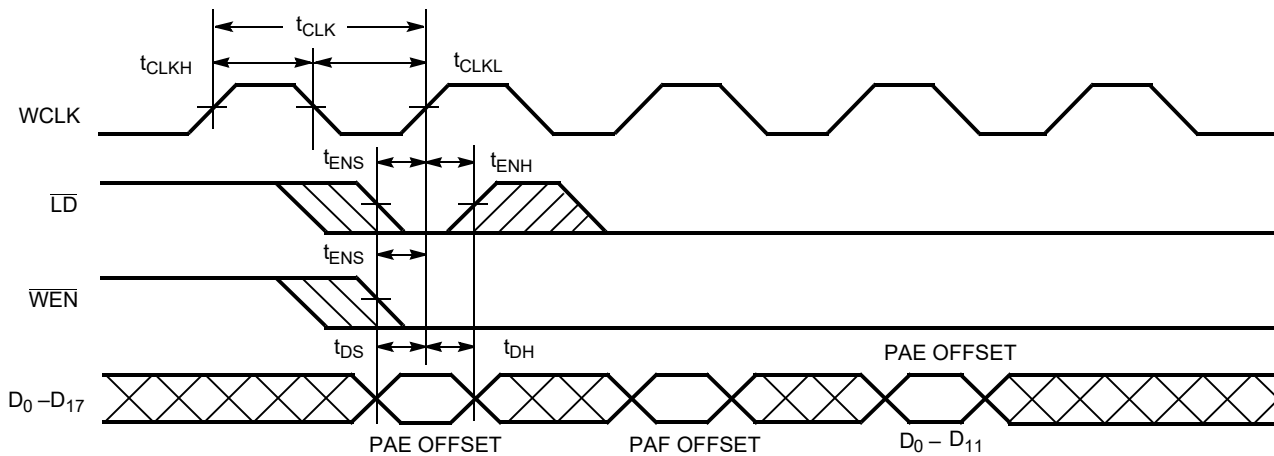 tCLK
tCLKH
tCLKL
WCLK
tENS
tENH
LD
tENS
WEN
tDS
tDH
PAE OFFSET
D0 –D17
PAE OFFSET
PAF OFFSET
D0 – D11